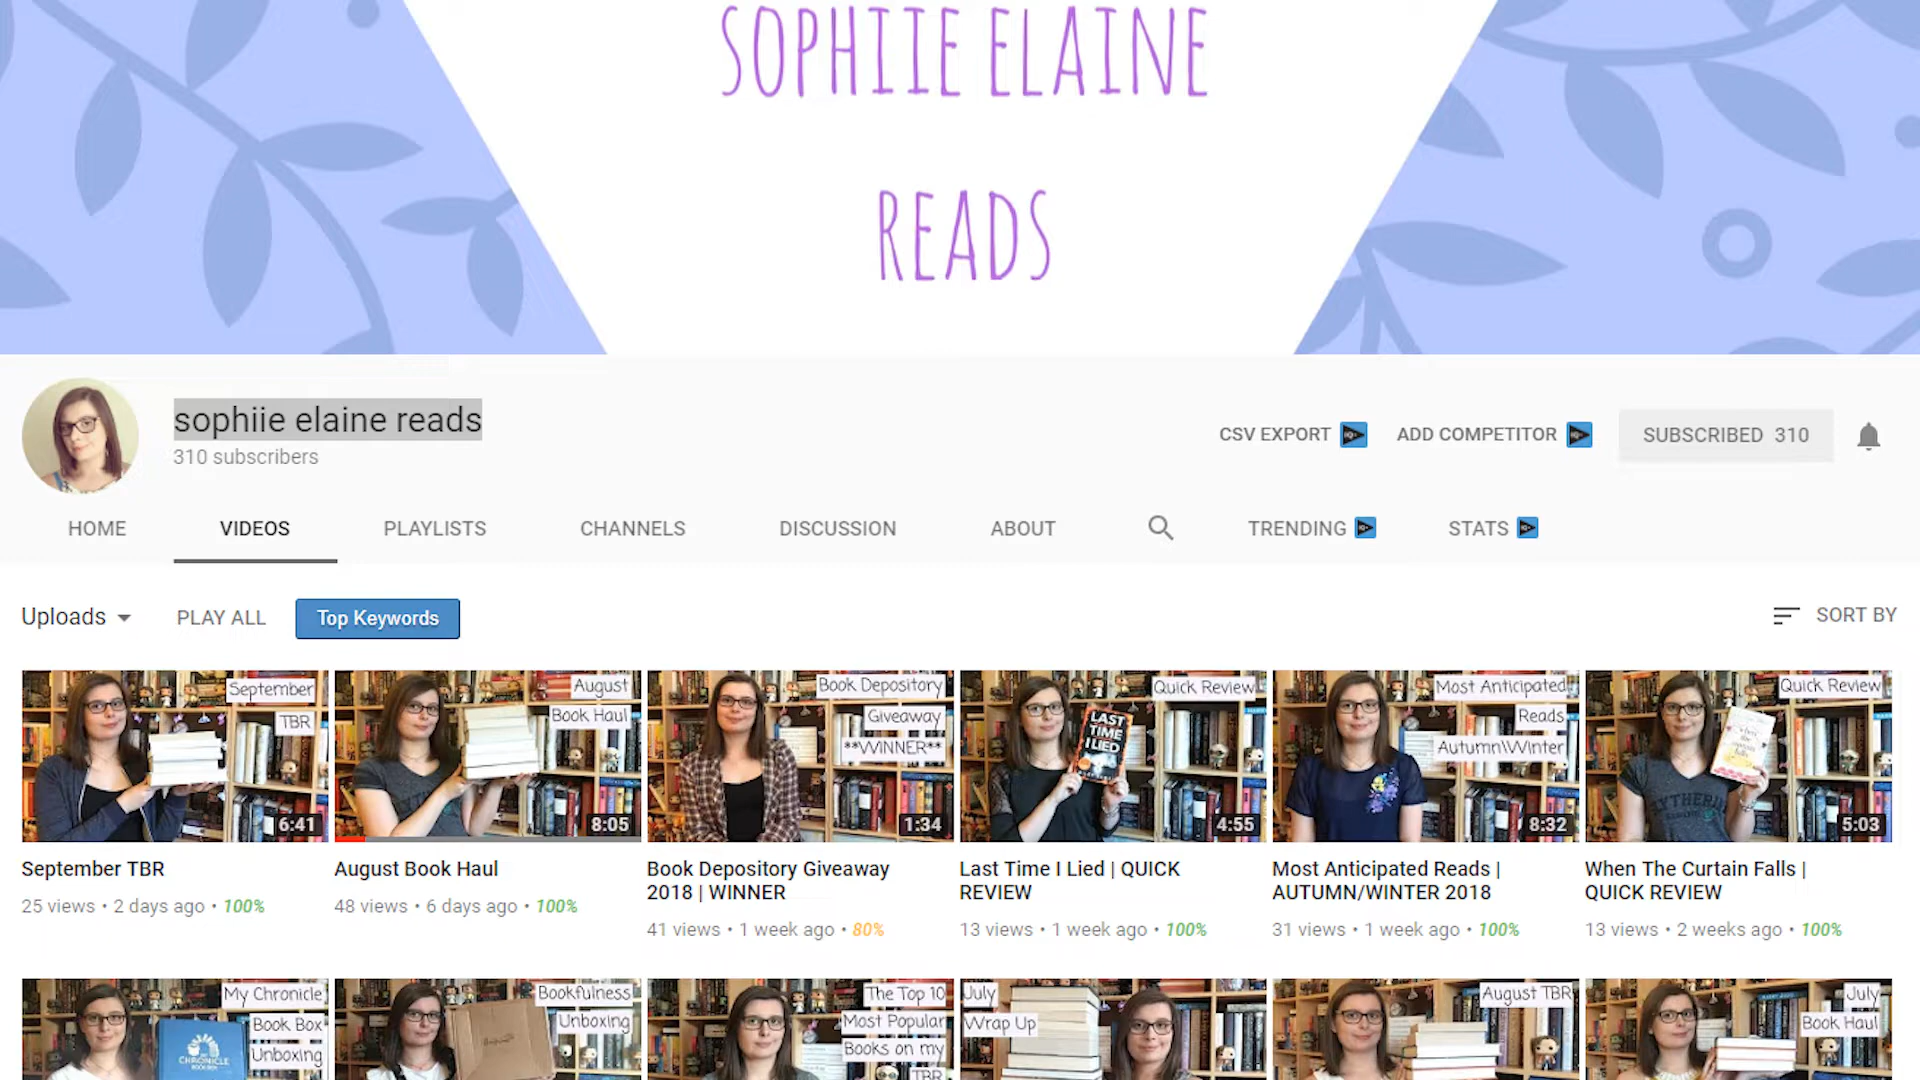 SOPHIIE ELAINE
READS
sophiie elaine reads
310 subscribers
CSV EXPORT
ADD COMPETITOR
SUBSCRIBED 310
HOME
VIDEOS
PLAYLISTS
CHANNELS
DISCUSSION
ABOUT
TRENDING
STATS
Uploads
PLAY ALL
Top Keywords
SORT BY
September
TBR
6:41
August
Book Haul
8:05
Book Depository
Giveaway
**WINNER**
1:34
Quick Review
LAST
TIME
I LIED
4:55
Most Anticipated
Reads
Autumn\Winter
8:32
Quick Review
5:03
September TBR
25 views • 2 days ago • 100%
August Book Haul
48 views • 6 days ago • 100%
Book Depository Giveaway
2018 | WINNER
41 views • 1 week ago • 80%
Last Time I Lied | QUICK
REVIEW
13 views • 1 week ago • 100%
Most Anticipated Reads |
AUTUMN/WINTER 2018
31 views • 1 week ago • 100%
When The Curtain Falls |
QUICK REVIEW
13 views • 2 weeks ago • 100%
My Chronicle
Book Box
Unboxing
CHRONICLE
Bookfulness
Unboxing
The Top 10
Most Popular
Books on my
TBR
July
Wrap Up
August TBR
July
Book Haul